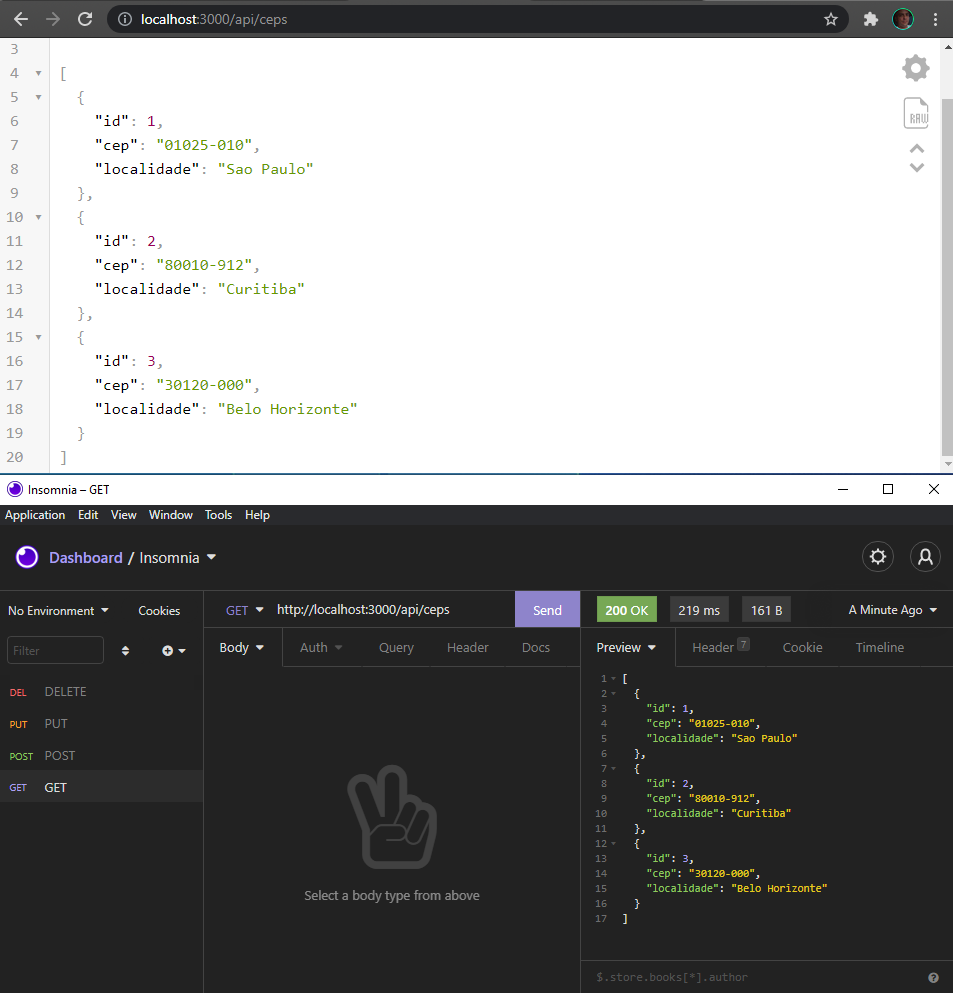 localhost:3000/api/ceps
3
4 [
5 {
6 "id": 1,
7 "cep": "01025-010",
8 "localidade": "Sao Paulo"
9 },
10 {
11 "id": 2,
12 "cep": "80010-912",
13 "localidade": "Curitiba"
14 },
15 {
16 "id": 3,
17 "cep": "30120-000",
18 "localidade": "Belo Horizonte"
19 }
20 ]
RAW
Insomnia – GET
Application Edit View Window Tools Help
Dashboard / Insomnia
No Environment Cookies
GET http://localhost:3000/api/ceps Send
200 OK 219 ms 161 B A Minute Ago
Filter
Body Auth Query Header Docs
Preview Header 7 Cookie Timeline
DEL DELETE
PUT PUT
POST POST
GET GET
Select a body type from above
1 [
2 {
3 "id": 1,
4 "cep": "01025-010",
5 "localidade": "Sao Paulo"
6 },
7 {
8 "id": 2,
9 "cep": "80010-912",
10 "localidade": "Curitiba"
11 },
12 {
13 "id": 3,
14 "cep": "30120-000",
15 "localidade": "Belo Horizonte"
16 }
17 ]
$.store.books[*].author